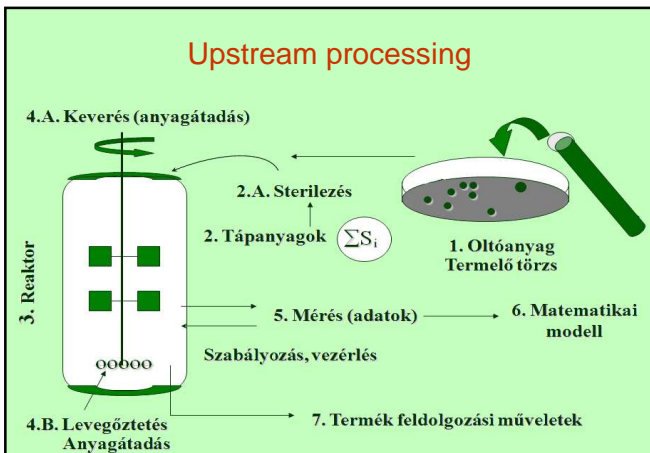 Upstream processing
4.A. Keverés (anyagátadás)
2.A. Sterilezés
2. Tápanyagok
∑Sᵢ
1. Oltóanyag
Termelő törzs
3. Reaktor
5. Mérés (adatok)
6. Matematikai
modell
Szabályozás, vezérlés
4.B. Levegőztetés
Anyagátadás
7. Termék feldolgozási műveletek